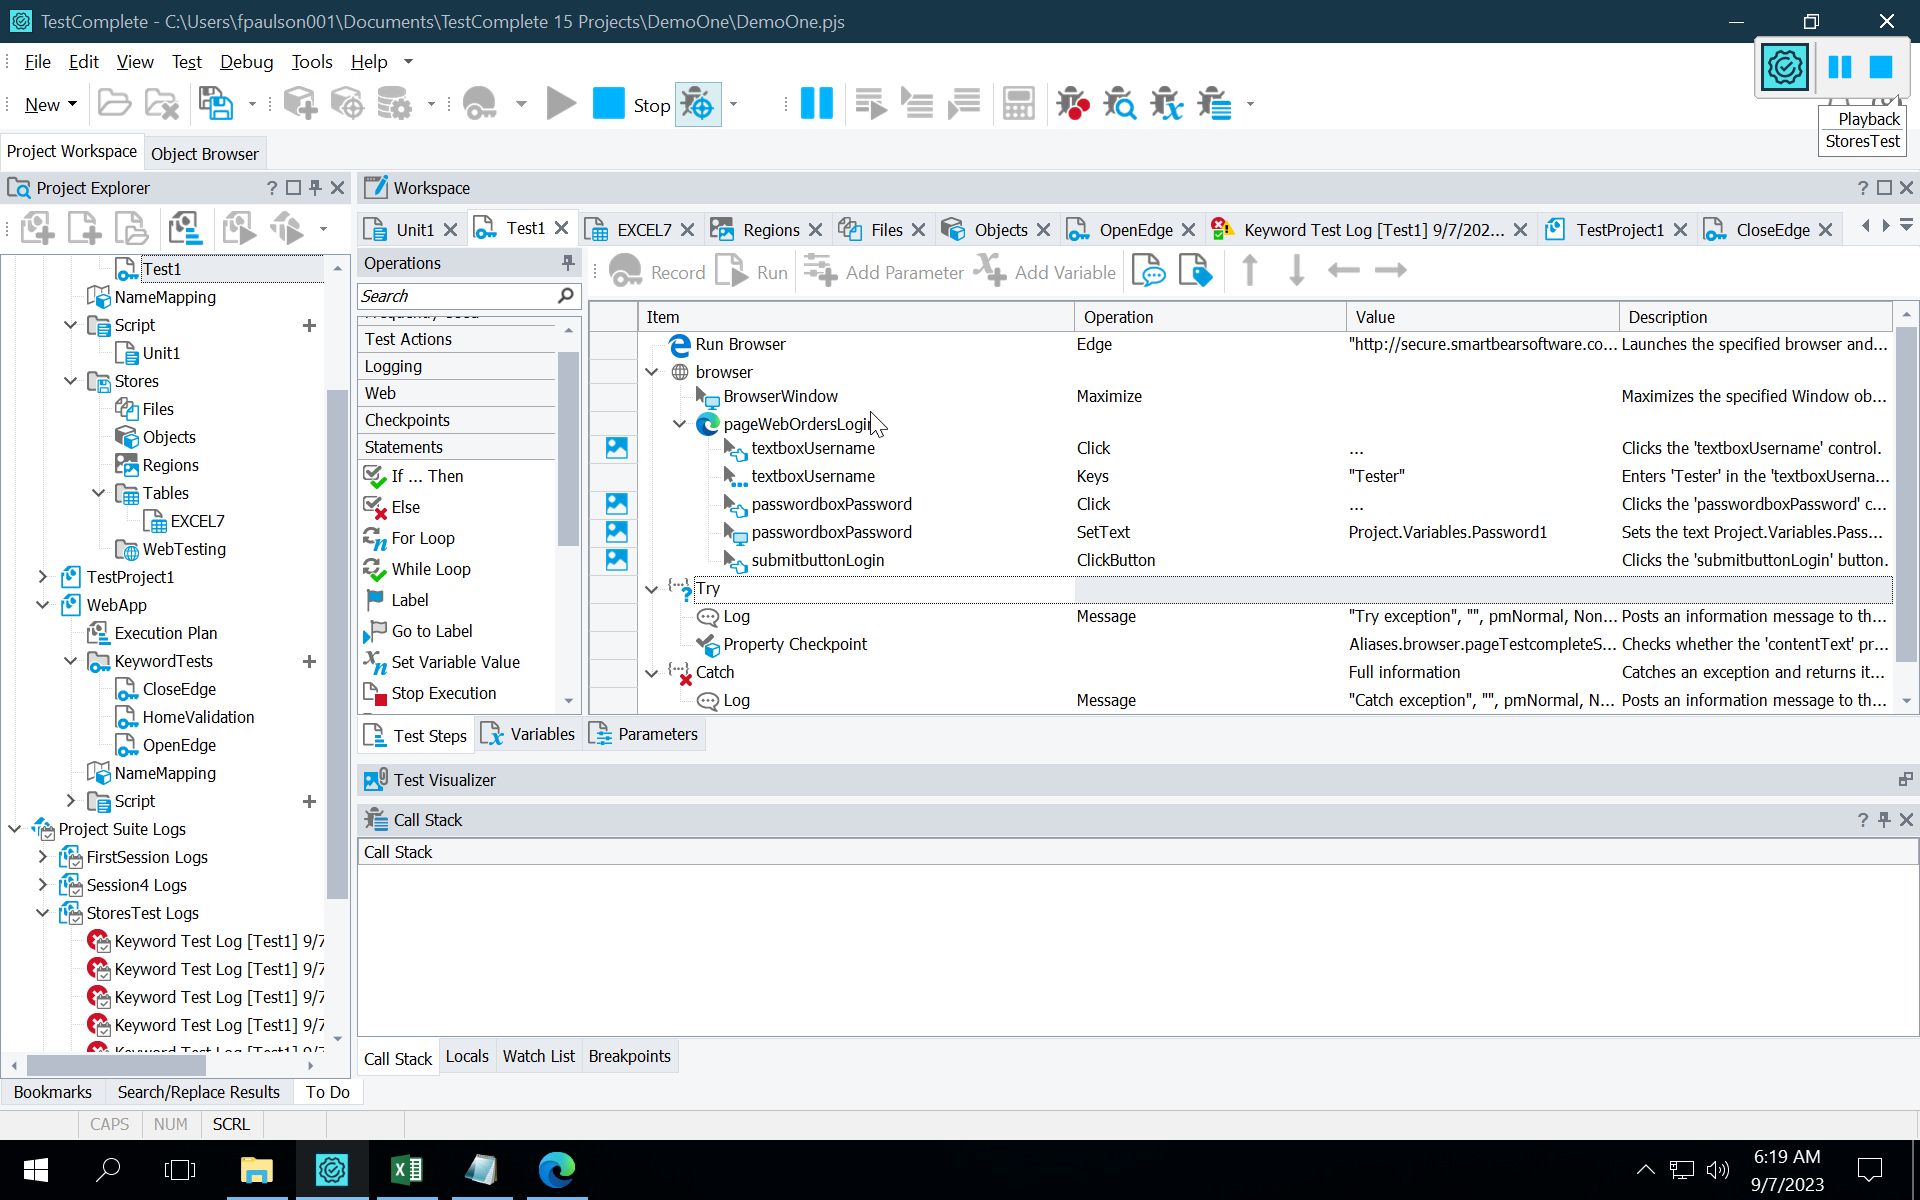 TestComplete - C:\Users\fpaulson001\Documents\TestComplete 15 Projects\DemoOne\DemoOne.pjs
File Edit View Test Debug Tools Help
New Stop
Playback
StoresTest
Project Workspace Object Browser
Project Explorer
Workspace
Unit1 Test1 EXCEL7 Regions Files Objects OpenEdge Keyword Test Log [Test1] 9/7/202... TestProject1 CloseEdge
Record Run Add Parameter Add Variable
Test1
NameMapping
Script
Unit1
Stores
Files
Objects
Regions
Tables
EXCEL7
WebTesting
TestProject1
WebApp
Execution Plan
KeywordTests
CloseEdge
HomeValidation
OpenEdge
NameMapping
Script
Project Suite Logs
FirstSession Logs
Session4 Logs
StoresTest Logs
Keyword Test Log [Test1] 9/7
Keyword Test Log [Test1] 9/7
Keyword Test Log [Test1] 9/7
Keyword Test Log [Test1] 9/7
Keyword Test Log [Test1] 9/7
Operations
Search
Frequently Used
Test Actions
Logging
Web
Checkpoints
Statements
If ... Then
Else
For Loop
While Loop
Label
Go to Label
Set Variable Value
Stop Execution
Item Operation Value Description
Run Browser Edge "http://secure.smartbearsoftware.co... Launches the specified browser and...
browser
BrowserWindow Maximize Maximizes the specified Window ob...
pageWebOrdersLogin
textboxUsername Click ... Clicks the 'textboxUsername' control.
textboxUsername Keys "Tester" Enters 'Tester' in the 'textboxUserna...
passwordboxPassword Click ... Clicks the 'passwordboxPassword' c...
passwordboxPassword SetText Project.Variables.Password1 Sets the text Project.Variables.Pass...
submitbuttonLogin ClickButton Clicks the 'submitbuttonLogin' button.
Try
Log Message "Try exception", "", pmNormal, Non... Posts an information message to th...
Property Checkpoint Aliases.browser.pageTestcompleteS... Checks whether the 'contentText' pr...
Catch Full information Catches an exception and returns it...
Log Message "Catch exception", "", pmNormal, N... Posts an information message to th...
Test Steps Variables Parameters
Test Visualizer
Call Stack
Call Stack
Call Stack Locals Watch List Breakpoints
Bookmarks Search/Replace Results To Do
CAPS NUM SCRL
6:19 AM
9/7/2023